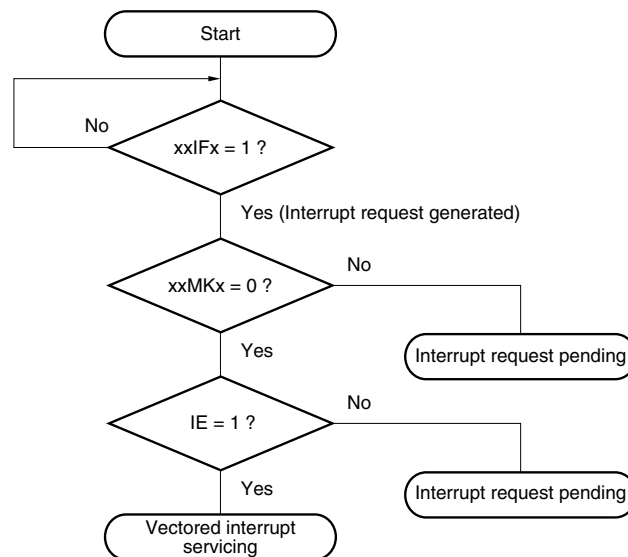 Start
No
xxIFx = 1 ?
Yes (Interrupt request generated)
xxMKx = 0 ?
No
Interrupt request pending
Yes
IE = 1 ?
No
Interrupt request pending
Yes
Vectored interrupt
servicing